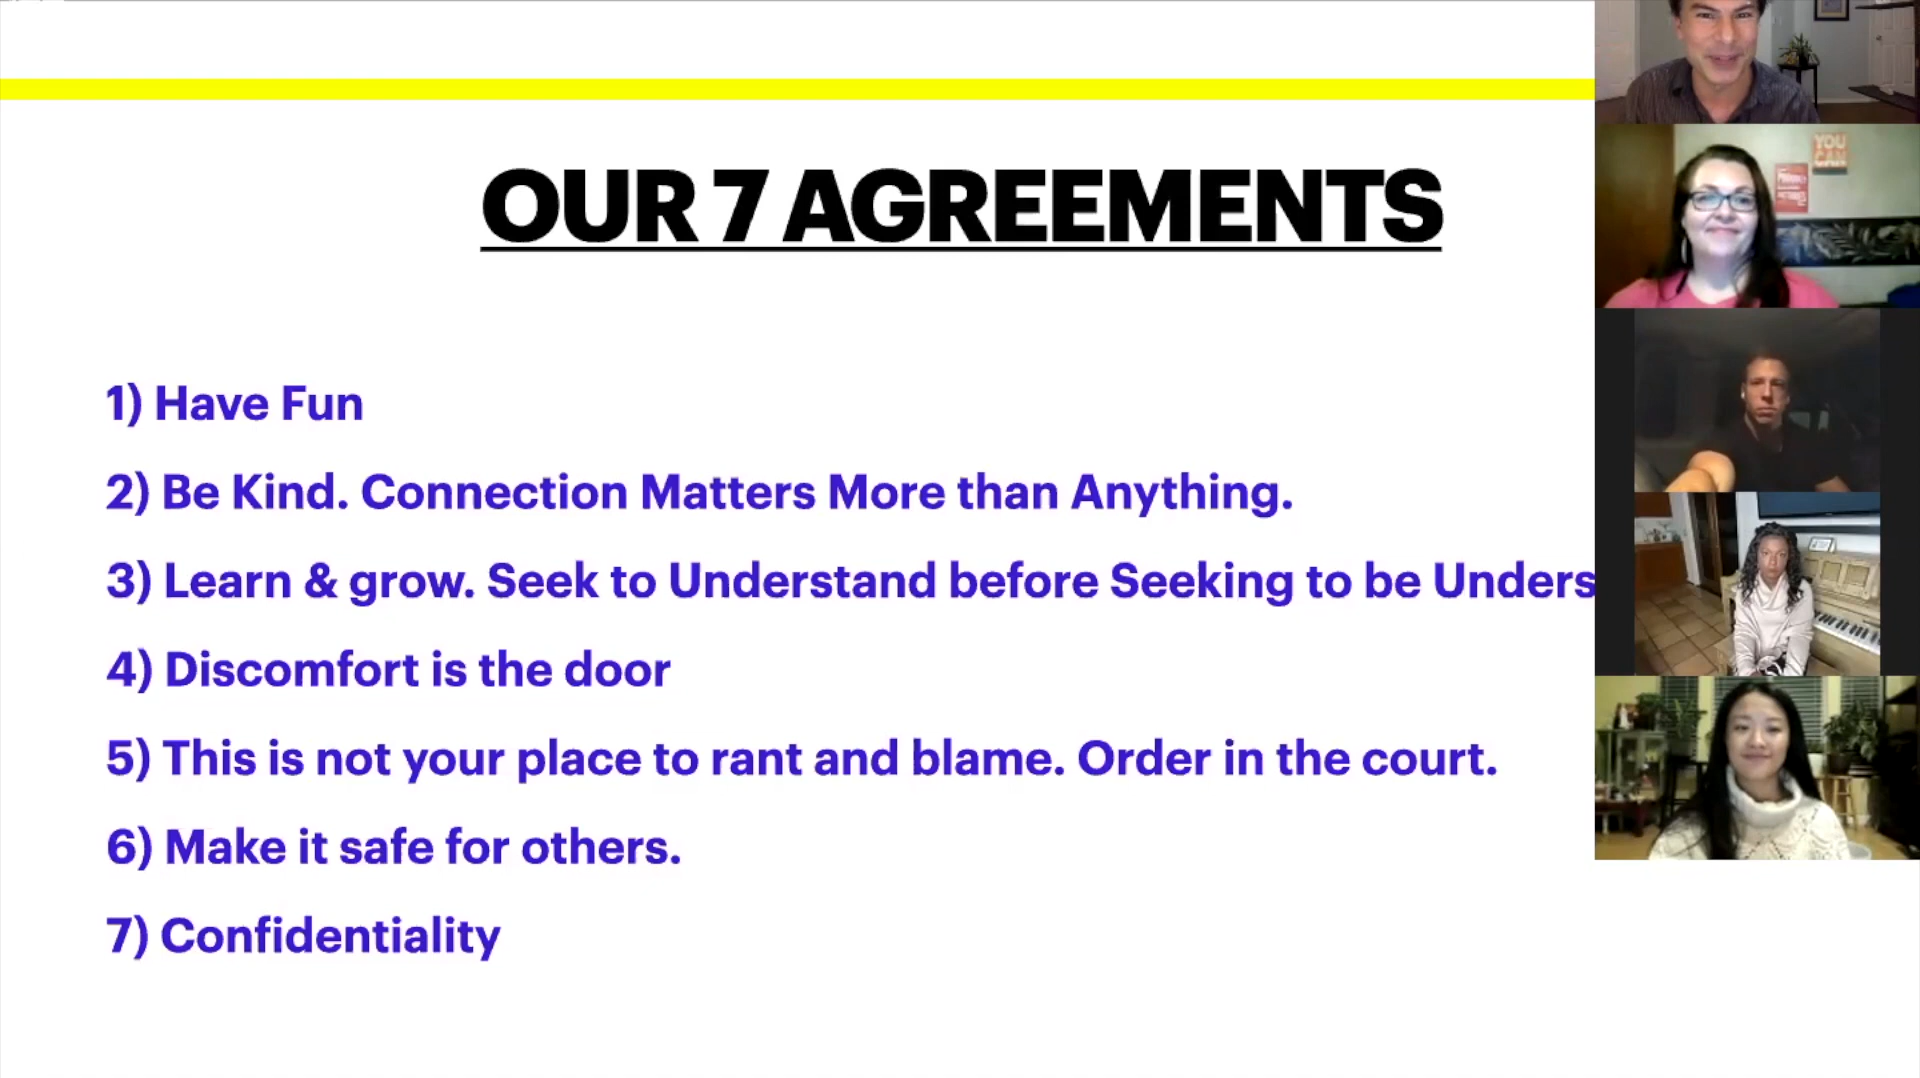 OUR 7 AGREEMENTS
1) Have Fun
2) Be Kind. Connection Matters More than Anything.
3) Learn & grow. Seek to Understand before Seeking to be Unders
4) Discomfort is the door
5) This is not your place to rant and blame. Order in the court.
6) Make it safe for others.
7) Confidentiality
YOU
CAN